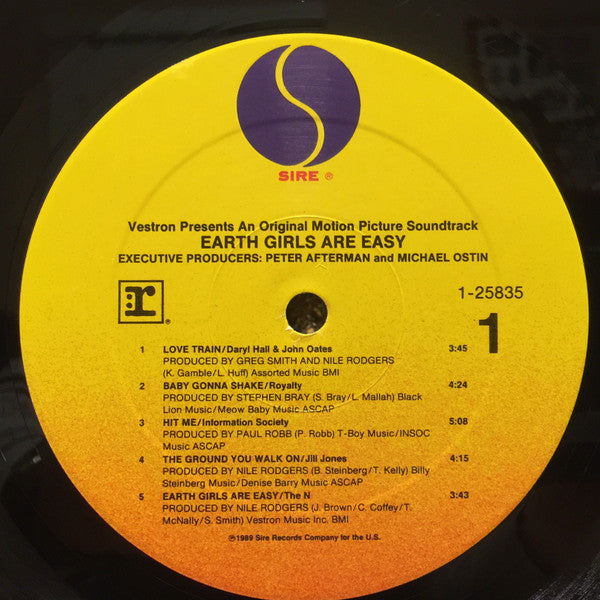 SIRE ®
Vestron Presents An Original Motion Picture Soundtrack
EARTH GIRLS ARE EASY
EXECUTIVE PRODUCERS: PETER AFTERMAN and MICHAEL OSTIN
r ®
1-25835
1
1 LOVE TRAIN/Daryl Hall & John Oates 3:45
PRODUCED BY GREG SMITH AND NILE RODGERS
(K. Gamble/L. Huff) Assorted Music BMI
2 BABY GONNA SHAKE/Royalty 4:24
PRODUCED BY STEPHEN BRAY (S. Bray/L. Mallah) Black
Lion Music/Meow Baby Music ASCAP
3 HIT ME/Information Society 5:08
PRODUCED BY PAUL ROBB (P. Robb) T-Boy Music/INSOC
Music ASCAP
4 THE GROUND YOU WALK ON/Jill Jones 4:15
PRODUCED BY NILE RODGERS (B. Steinberg/T. Kelly) Billy
Steinberg Music/Denise Barry Music ASCAP
5 EARTH GIRLS ARE EASY/The N 3:43
PRODUCED BY NILE RODGERS (J. Brown/C. Coffey/T.
McNally/S. Smith) Vestron Music Inc. BMI
℗1989 Sire Records Company for the U.S.